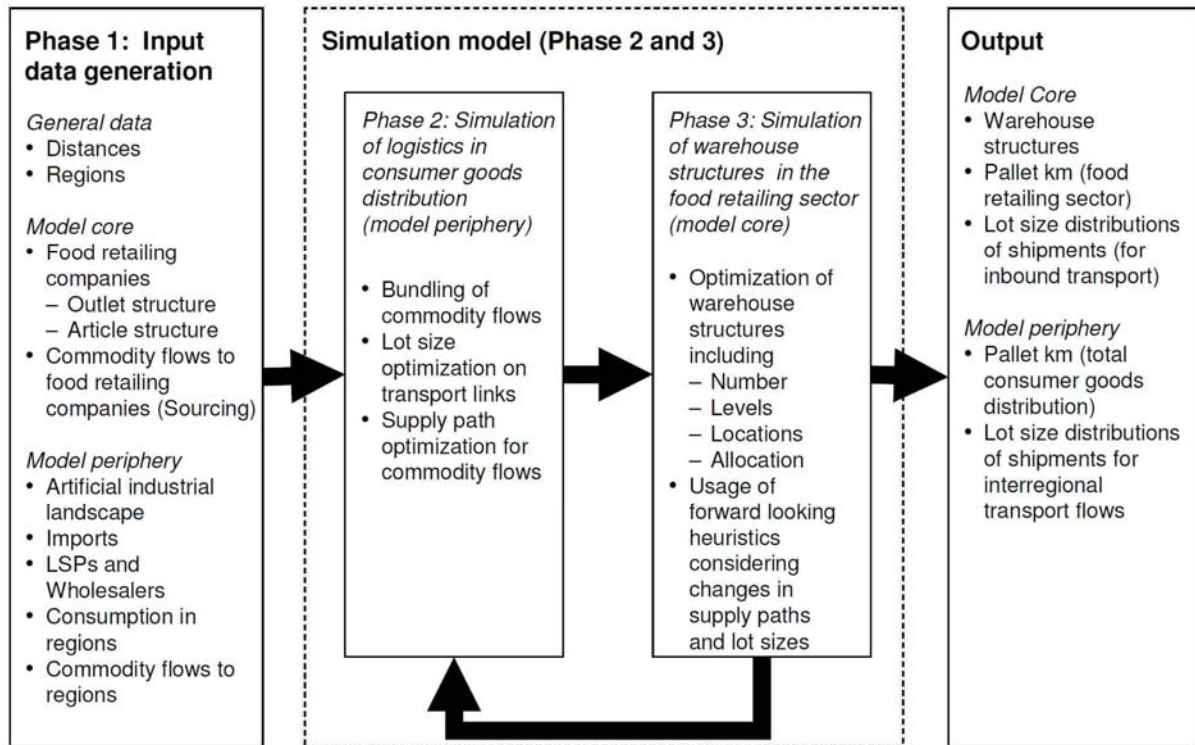 Phase 1:  Input
data generation
General data
• Distances
• Regions
Model core
• Food retailing
companies
– Outlet structure
– Article structure
• Commodity flows to
food retailing
companies (Sourcing)
Model periphery
• Artificial industrial
landscape
• Imports
• LSPs and
Wholesalers
• Consumption in
regions
• Commodity flows to
regions
Simulation model (Phase 2 and 3)
Phase 2: Simulation
of logistics in
consumer goods
distribution
(model periphery)
• Bundling of
commodity flows
• Lot size
optimization on
transport links
• Supply path
optimization for
commodity flows
Phase 3: Simulation
of warehouse
structures  in the
food retailing sector
(model core)
• Optimization of
warehouse
structures
including
– Number
– Levels
– Locations
– Allocation
• Usage of
forward looking
heuristics
considering
changes in
supply paths
and lot sizes
Output
Model Core
• Warehouse
structures
• Pallet km (food
retailing sector)
• Lot size distributions
of shipments (for
inbound transport)
Model periphery
• Pallet km (total
consumer goods
distribution)
• Lot size distributions
of shipments for
interregional
transport flows